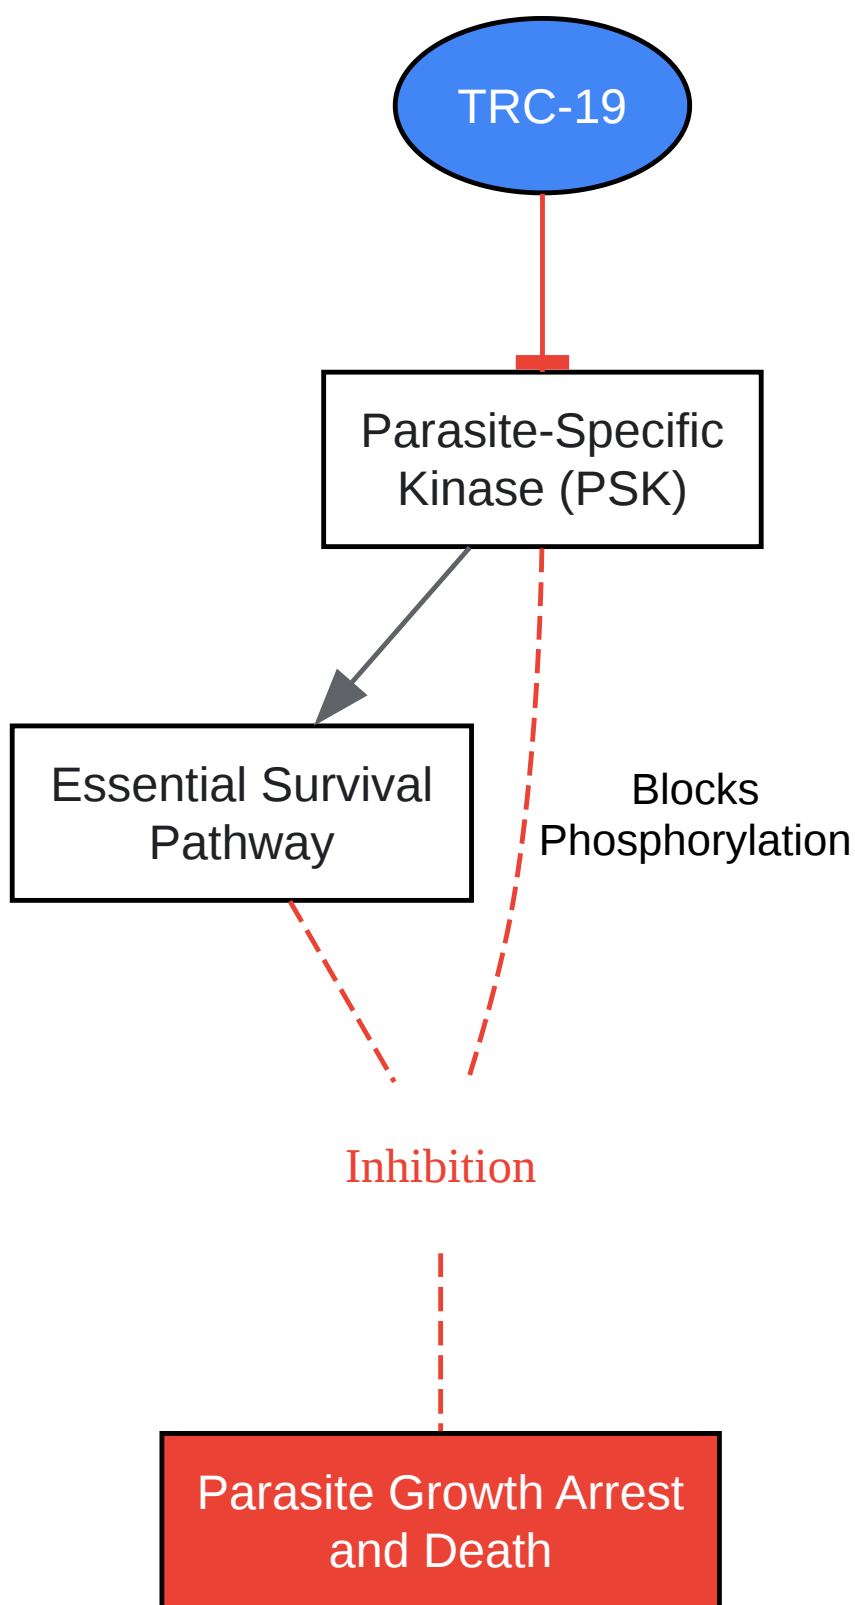 TRC-19
Parasite-Specific
Kinase (PSK)
Essential Survival
Pathway
Blocks
Phosphorylation
Inhibition
Parasite Growth Arrest
and Death